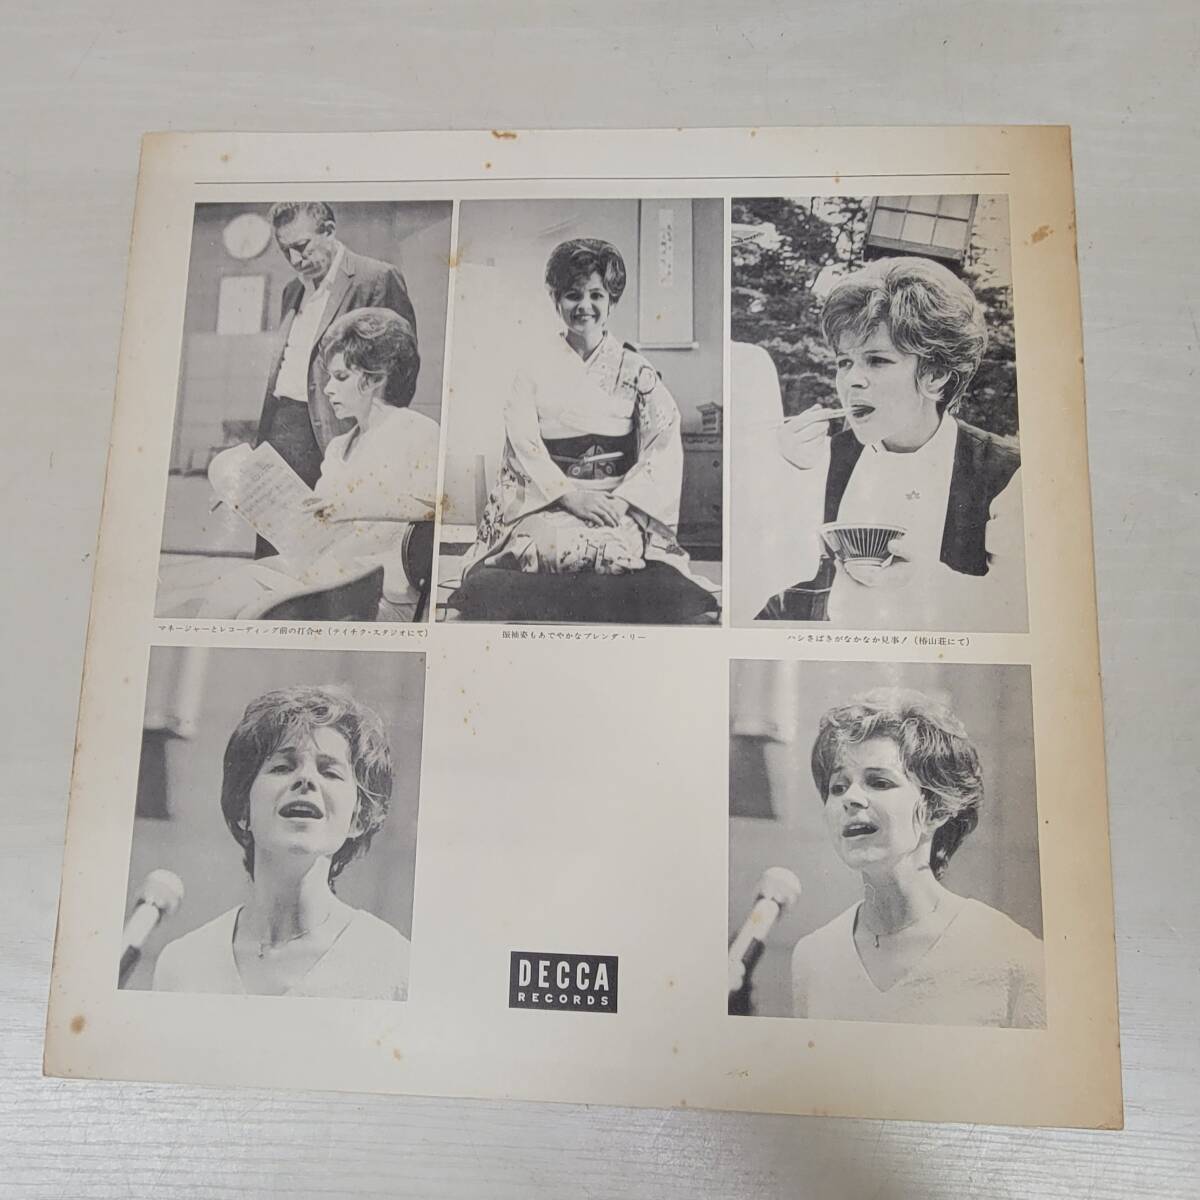 マネージャーとレコーディング前の打合せ（テイチク・スタジオにて）
振袖姿もあでやかなブレンダ・リー
ハシさばきがなかなか見事！（椿山荘にて）
DECCA
RECORDS